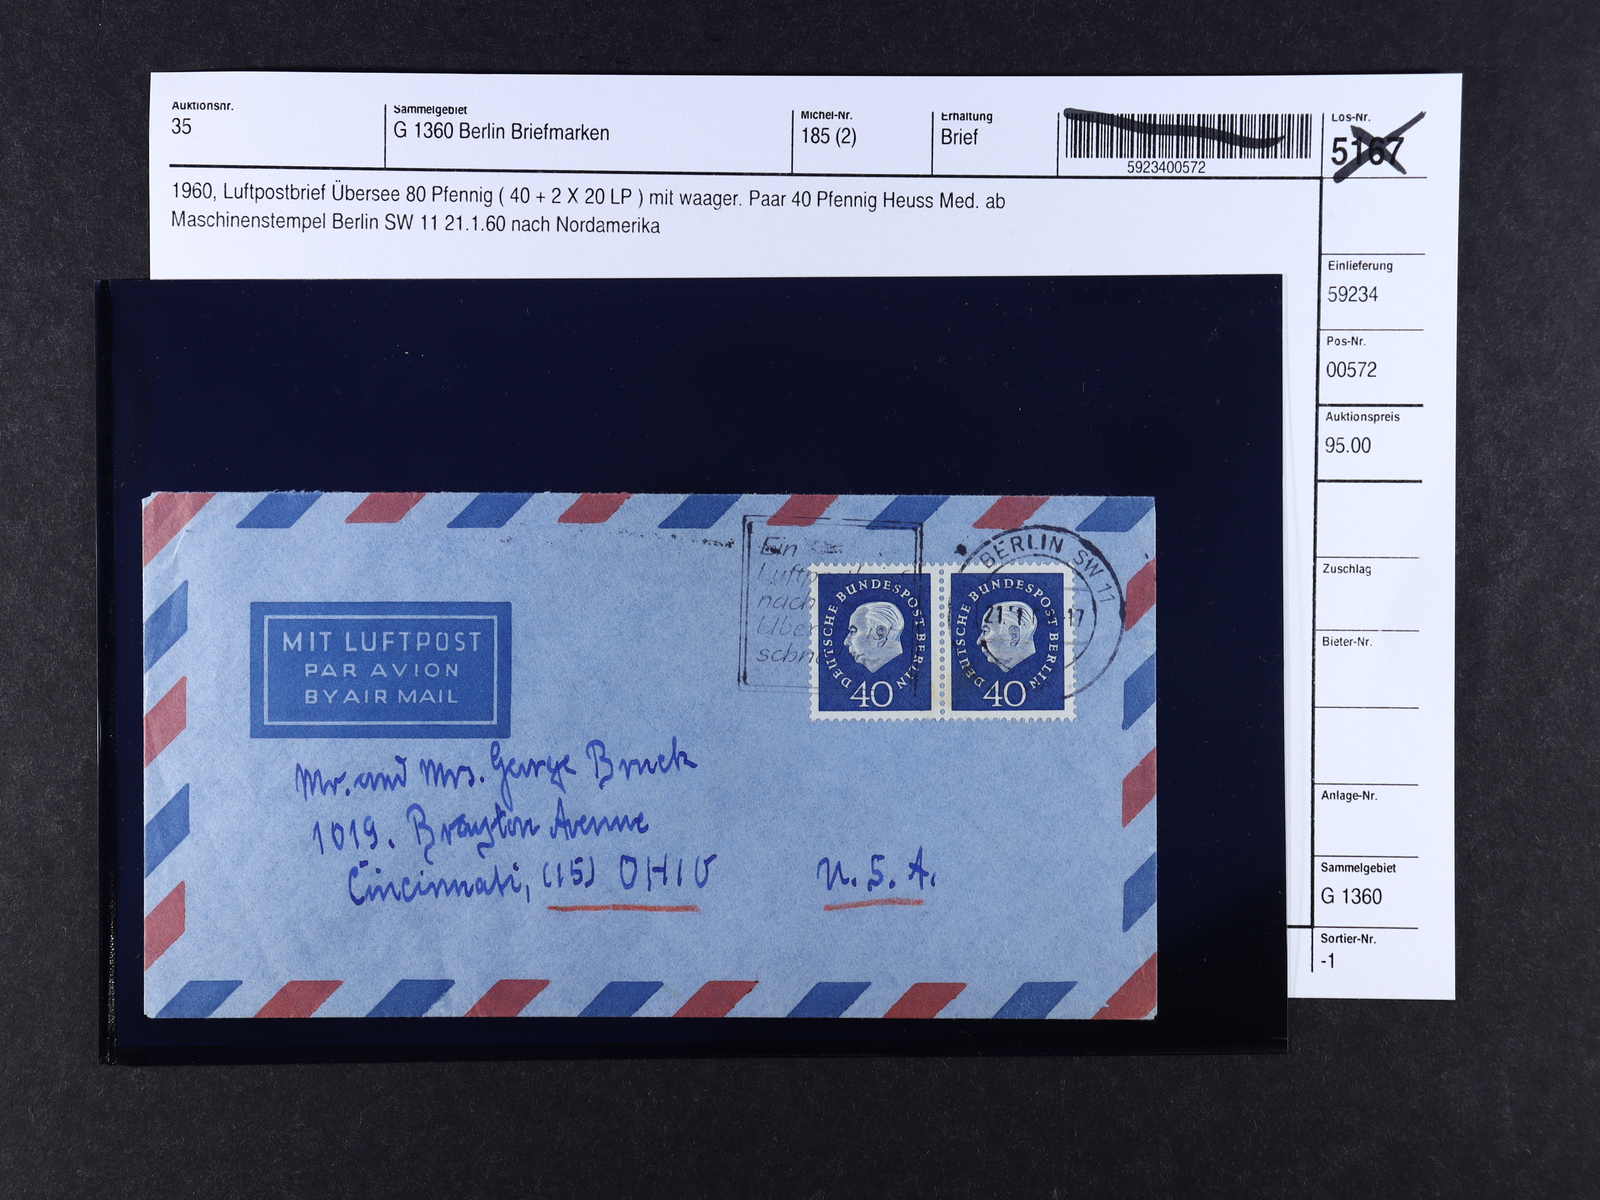 Auktionsnr.
35
Sammelgebiet
G 1360 Berlin Briefmarken
Michel-Nr.
185 (2)
Erhaltung
Brief
5923400572
Los-Nr.
5167
1960, Luftpostbrief Übersee 80 Pfennig ( 40 + 2 X 20 LP ) mit waager. Paar 40 Pfennig Heuss Med. ab
Maschinenstempel Berlin SW 11 21.1.60 nach Nordamerika
Einlieferung
59234
Pos-Nr.
00572
Auktionspreis
95.00
Zuschlag
Bieter-Nr.
Anlage-Nr.
Sammelgebiet
G 1360
Sortier-Nr.
-1
Ein
nach
BERLIN SW 11
DEUTSCHE BUNDESPOST BERLIN
40
DEUTSCHE BUNDESPOST BERLIN
40
MIT LUFTPOST
PAR AVION
BY AIR MAIL
Mr. and Mrs. George Bruck
1019. Brayton Avenue
Cincinnati, (15) OHIO U.S.A.